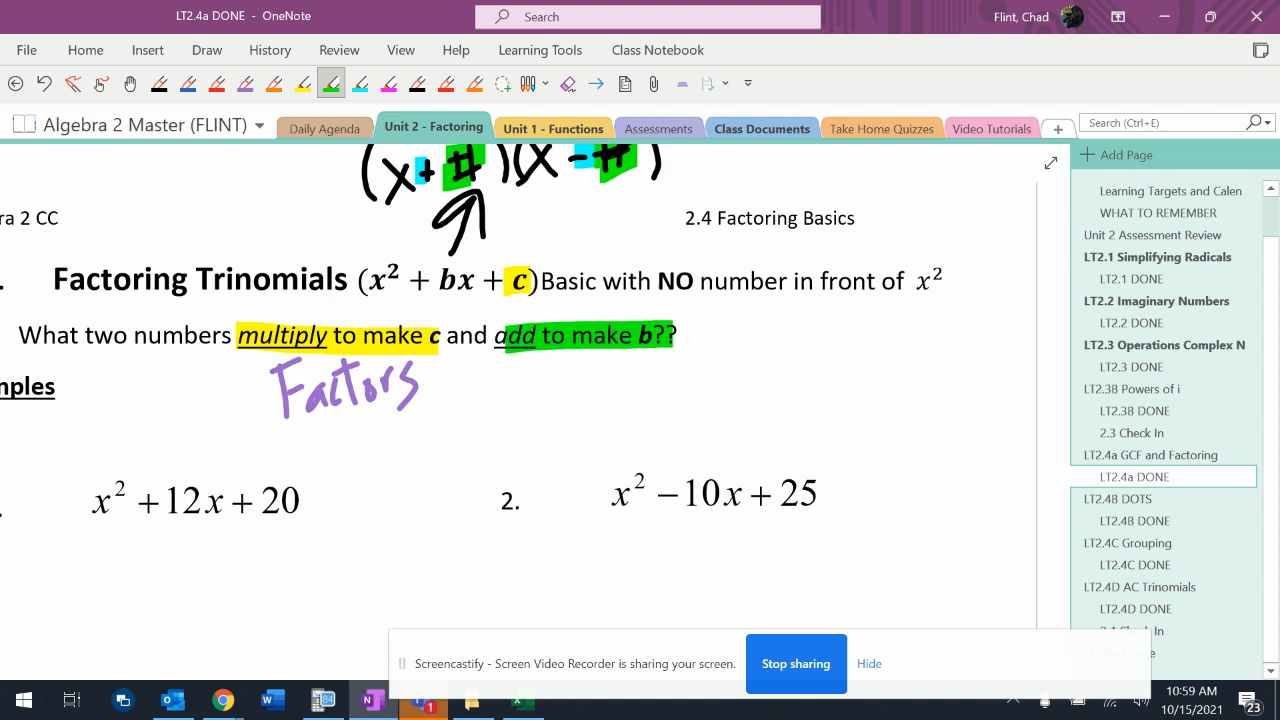 LT2.4a DONE - OneNote
Search
Flint, Chad
File Home Insert Draw History Review View Help Learning Tools Class Notebook
Algebra 2 Master (FLINT)
Daily Agenda
Unit 2 - Factoring
Unit 1 - Functions
Assessments
Class Documents
Take Home Quizzes
Video Tutorials
+
Search (Ctrl+E)
(x + # )(x - # )
ra 2 CC
2.4 Factoring Basics
. Factoring Trinomials (x² + bx + c)Basic with NO number in front of x²
What two numbers multiply to make c and add to make b??
Factors
nples
. x² + 12x + 20
2. x² − 10x + 25
Add Page
Learning Targets and Calen
WHAT TO REMEMBER
Unit 2 Assessment Review
LT2.1 Simplifying Radicals
LT2.1 DONE
LT2.2 Imaginary Numbers
LT2.2 DONE
LT2.3 Operations Complex N
LT2.3 DONE
LT2.3B Powers of i
LT2.3B DONE
2.3 Check In
LT2.4a GCF and Factoring
LT2.4a DONE
LT2.4B DOTS
LT2.4B DONE
LT2.4C Grouping
LT2.4C DONE
LT2.4D AC Trinomials
LT2.4D DONE
2.4 Check In
Screencastify - Screen Video Recorder is sharing your screen.
Stop sharing
Hide
10:59 AM
10/15/2021
23